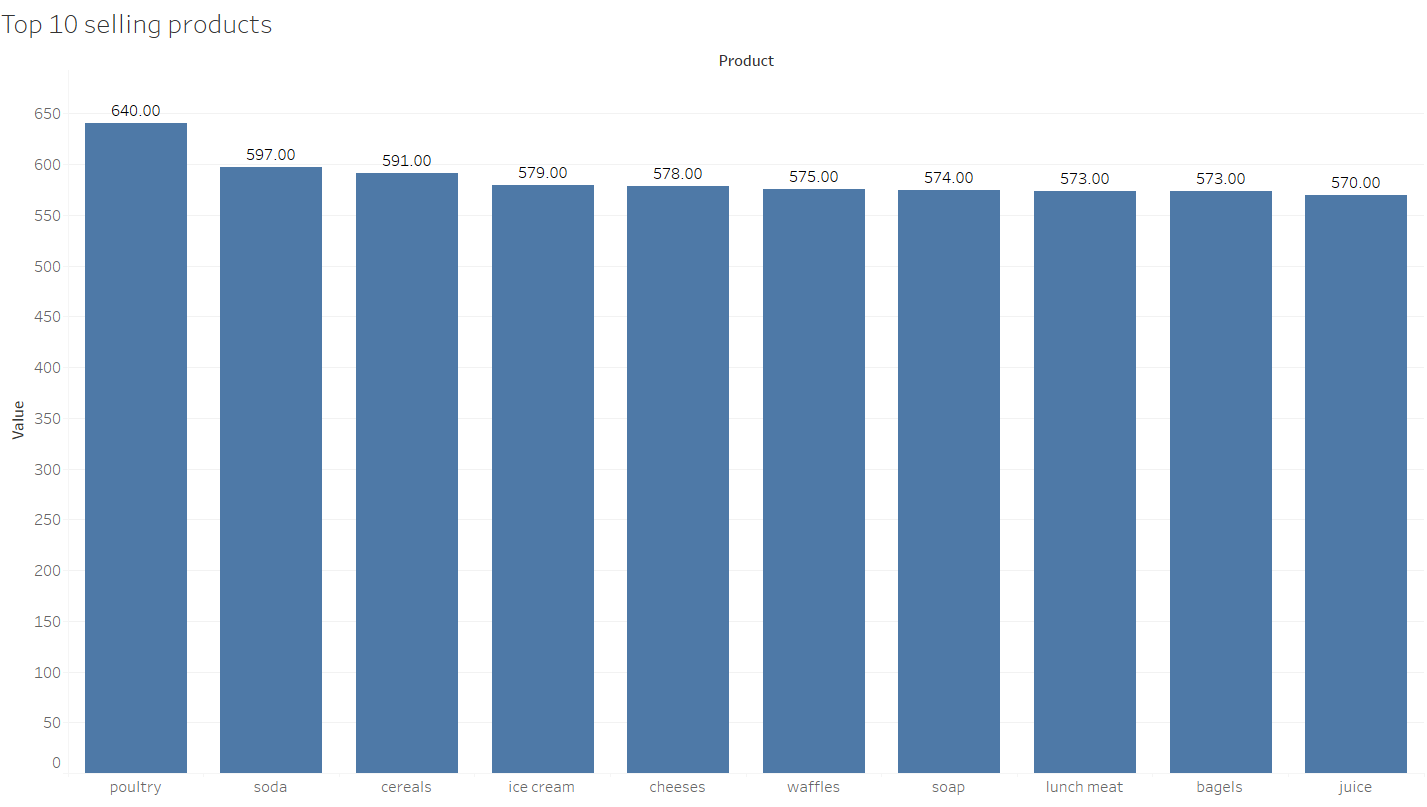 Top 10 selling products
Product
650
600
550
500
450
400
350
300
250
200
150
100
50
0
Value
640.00
597.00
591.00
579.00
578.00
575.00
574.00
573.00
573.00
570.00
poultry
soda
cereals
ice cream
cheeses
waffles
soap
lunch meat
bagels
juice